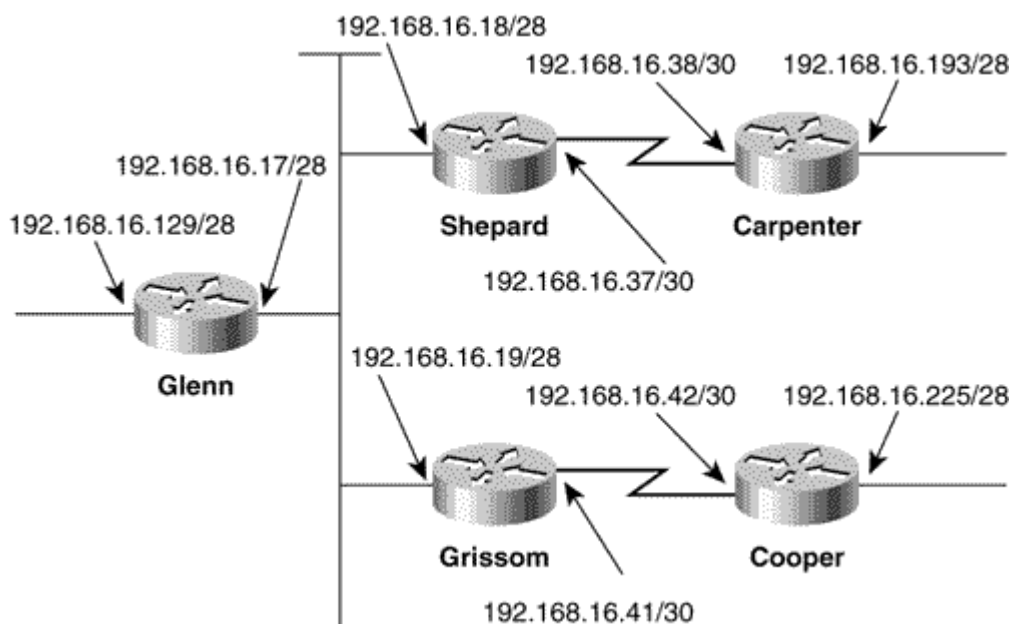 192.168.16.18/28
192.168.16.38/30
192.168.16.193/28
192.168.16.17/28
192.168.16.129/28
Shepard
Carpenter
192.168.16.37/30
Glenn
192.168.16.19/28
192.168.16.42/30
192.168.16.225/28
Grissom
Cooper
192.168.16.41/30